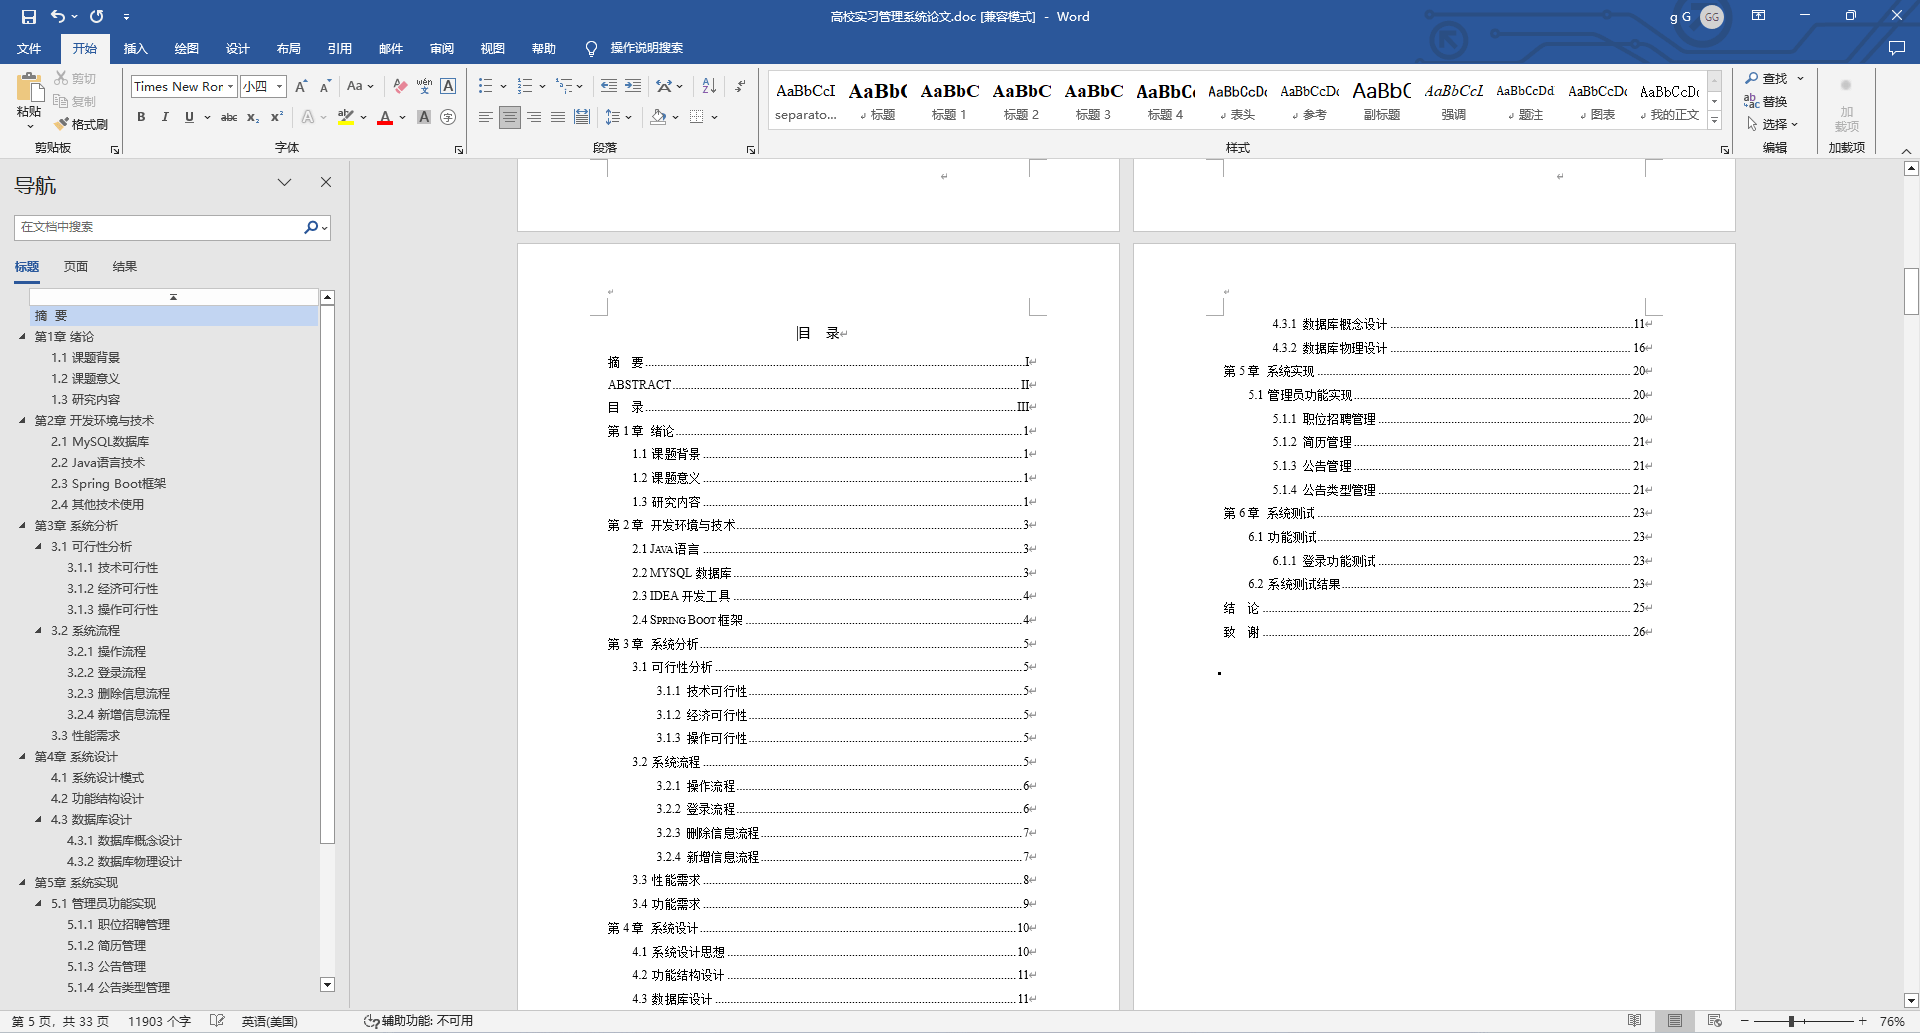 高校实习管理系统论文.doc [兼容模式] - Word
g G
GG
文件 开始 插入 绘图 设计 布局 引用 邮件 审阅 视图 帮助 操作说明搜索
粘贴
剪切
复制
格式刷
剪贴板
Times New Ror
小四
字体
段落
AaBbCcI separato...
AaBb( 标题
AaBbC 标题 1
AaBbC 标题 2
AaBbC 标题 3
AaBbCc 标题 4
AaBbCcDc 表头
AaBbCcDc 参考
AaBbC 副标题
AaBbCcL 强调
AaBbCcDd 题注
AaBbCcDc 图表
AaBbCcDc 我的正文
样式
查找
替换
选择
编辑
加载项
加载项
导航
在文档中搜索
标题 页面 结果
摘 要
第1章 绪论
1.1 课题背景
1.2 课题意义
1.3 研究内容
第2章 开发环境与技术
2.1 MySQL数据库
2.2 Java语言技术
2.3 Spring Boot框架
2.4 其他技术使用
第3章 系统分析
3.1 可行性分析
3.1.1 技术可行性
3.1.2 经济可行性
3.1.3 操作可行性
3.2 系统流程
3.2.1 操作流程
3.2.2 登录流程
3.2.3 删除信息流程
3.2.4 新增信息流程
3.3 性能需求
第4章 系统设计
4.1 系统设计模式
4.2 功能结构设计
4.3 数据库设计
4.3.1 数据库概念设计
4.3.2 数据库物理设计
第5章 系统实现
5.1 管理员功能实现
5.1.1 职位招聘管理
5.1.2 简历管理
5.1.3 公告管理
5.1.4 公告类型管理
目 录
摘 要 I
ABSTRACT II
目 录 III
第 1 章 绪论 1
1.1 课题背景 1
1.2 课题意义 1
1.3 研究内容 1
第 2 章 开发环境与技术 3
2.1 JAVA 语言 3
2.2 MYSQL 数据库 3
2.3 IDEA 开发工具 4
2.4 SPRING BOOT 框架 4
第 3 章 系统分析 5
3.1 可行性分析 5
3.1.1 技术可行性 5
3.1.2 经济可行性 5
3.1.3 操作可行性 5
3.2 系统流程 5
3.2.1 操作流程 6
3.2.2 登录流程 6
3.2.3 删除信息流程 7
3.2.4 新增信息流程 7
3.3 性能需求 8
3.4 功能需求 9
第 4 章 系统设计 10
4.1 系统设计思想 10
4.2 功能结构设计 11
4.3 数据库设计 11
4.3.1 数据库概念设计 11
4.3.2 数据库物理设计 16
第 5 章 系统实现 20
5.1 管理员功能实现 20
5.1.1 职位招聘管理 20
5.1.2 简历管理 21
5.1.3 公告管理 21
5.1.4 公告类型管理 21
第 6 章 系统测试 23
6.1 功能测试 23
6.1.1 登录功能测试 23
6.2 系统测试结果 23
结 论 25
致 谢 26
第 5 页，共 33 页 11903 个字 英语(美国) 辅助功能: 不可用 76%